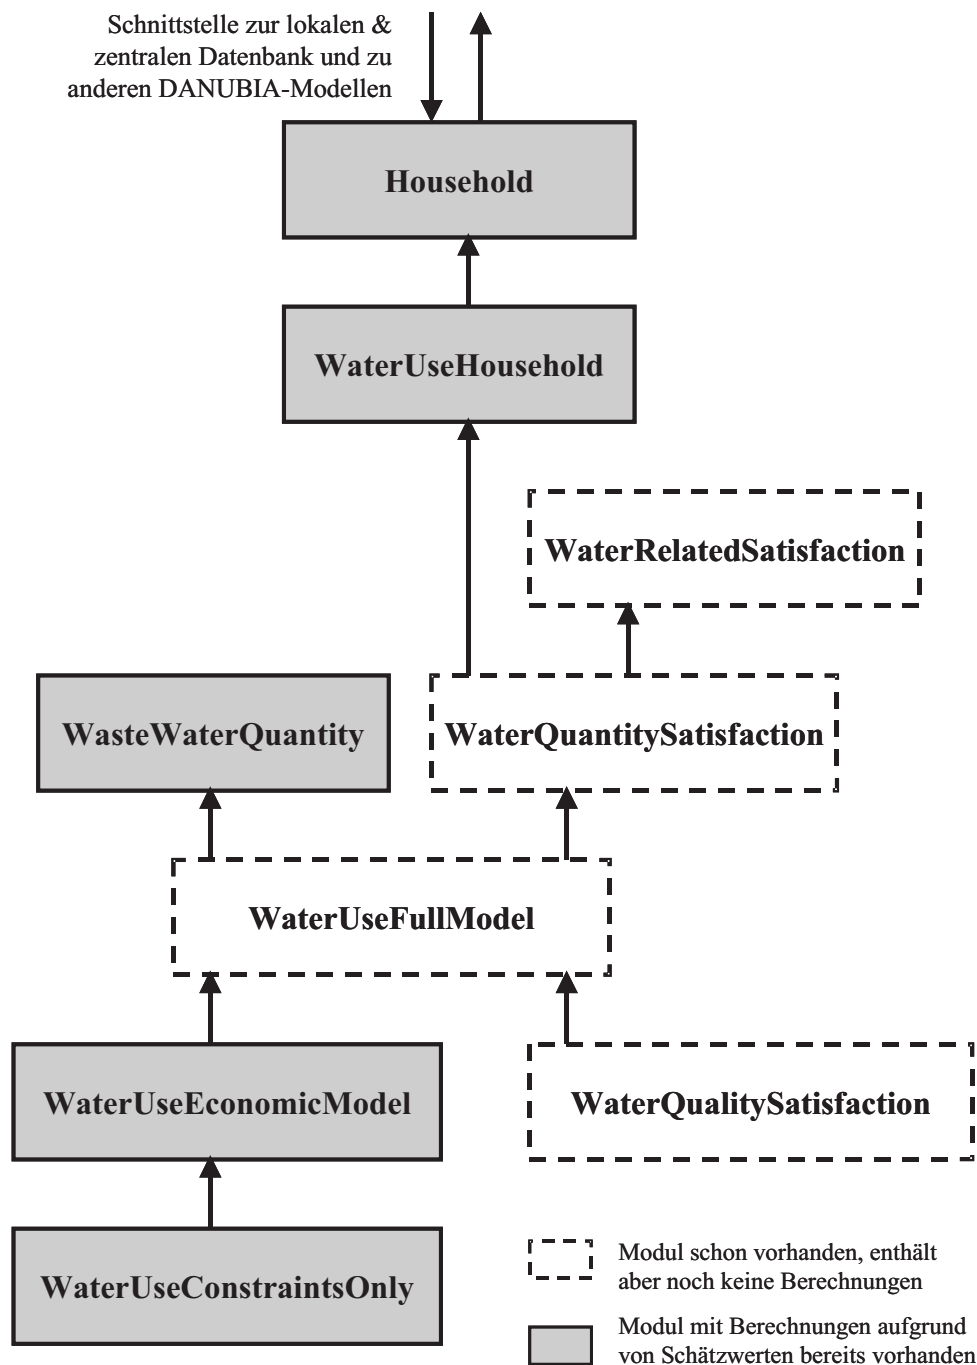 Schnittstelle zur lokalen &
zentralen Datenbank und zu
anderen DANUBIA-Modellen
Household
WaterUseHousehold
WaterRelatedSatisfaction
WasteWaterQuantity
WaterQuantitySatisfaction
WaterUseFullModel
WaterUseEconomicModel
WaterQualitySatisfaction
WaterUseConstraintsOnly
Modul schon vorhanden, enthält
aber noch keine Berechnungen
Modul mit Berechnungen aufgrund
von Schätzwerten bereits vorhanden